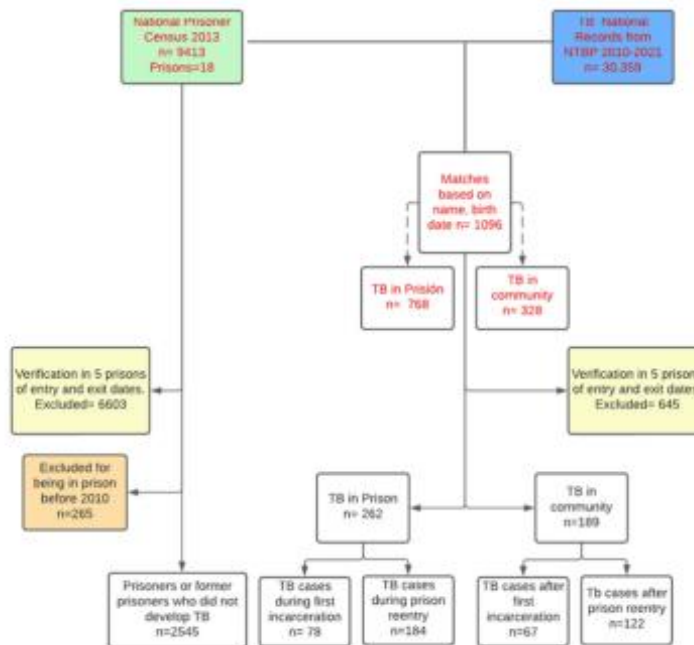 National Prisoner
Census 2013
n= 9413
Prisons=18
TB National
Records from
NTBP 2010-2021
n= 30.359
Matches
based on
name, birth
date n= 1096
TB in Prisión
n= 768
TB in
community
n= 328
Verification in 5 prisons
of entry and exit dates.
Excluded= 6603
Verification in 5 prisons
of entry and exit dates
Excluded= 645
Excluded for
being in prison
before 2010
n=265
TB in Prison
n= 262
TB in
community
n=189
Prisoners or former
prisoners who did not
develop TB
n=2545
TB cases
during first
incarceration
n= 78
TB cases
during prison
reentry
n=184
TB cases after
first
incarceration
n=67
Tb cases after
prison reentry
n=122